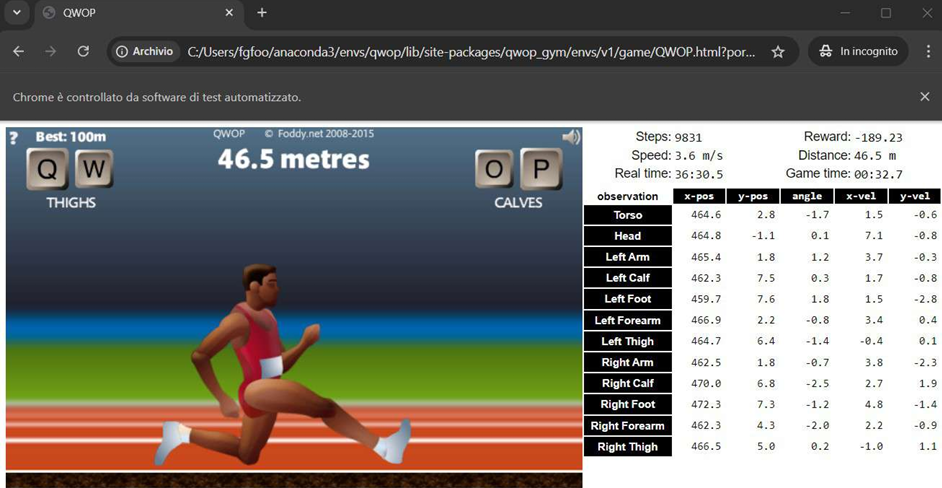 QWOP
Archivio C:/Users/fgfoo/anaconda3/envs/qwop/lib/site-packages/qwop_gym/envs/v1/game/QWOP.html?por... In incognito
Chrome è controllato da software di test automatizzato.
? Best: 100m QWOP © Foddy.net 2008-2015
46.5 metres
Q W O P
THIGHS CALVES
Steps: 9831 Reward: -189.23
Speed: 3.6 m/s Distance: 46.5 m
Real time: 36:30.5 Game time: 00:32.7
observation x-pos y-pos angle x-vel y-vel
Torso 464.6 2.8 -1.7 1.5 -0.6
Head 464.8 -1.1 0.1 7.1 -0.8
Left Arm 465.4 1.8 1.2 3.7 -0.3
Left Calf 462.3 7.5 0.3 1.7 -0.8
Left Foot 459.7 7.6 1.8 1.5 -2.8
Left Forearm 466.9 2.2 -0.8 3.4 0.4
Left Thigh 464.7 6.4 -1.4 -0.4 0.1
Right Arm 462.5 1.8 -0.7 3.8 -2.3
Right Calf 470.0 6.8 -2.5 2.7 1.9
Right Foot 472.3 7.3 -1.2 4.8 -1.4
Right Forearm 462.3 4.3 -2.0 2.2 -0.9
Right Thigh 466.5 5.0 0.2 -1.0 1.1